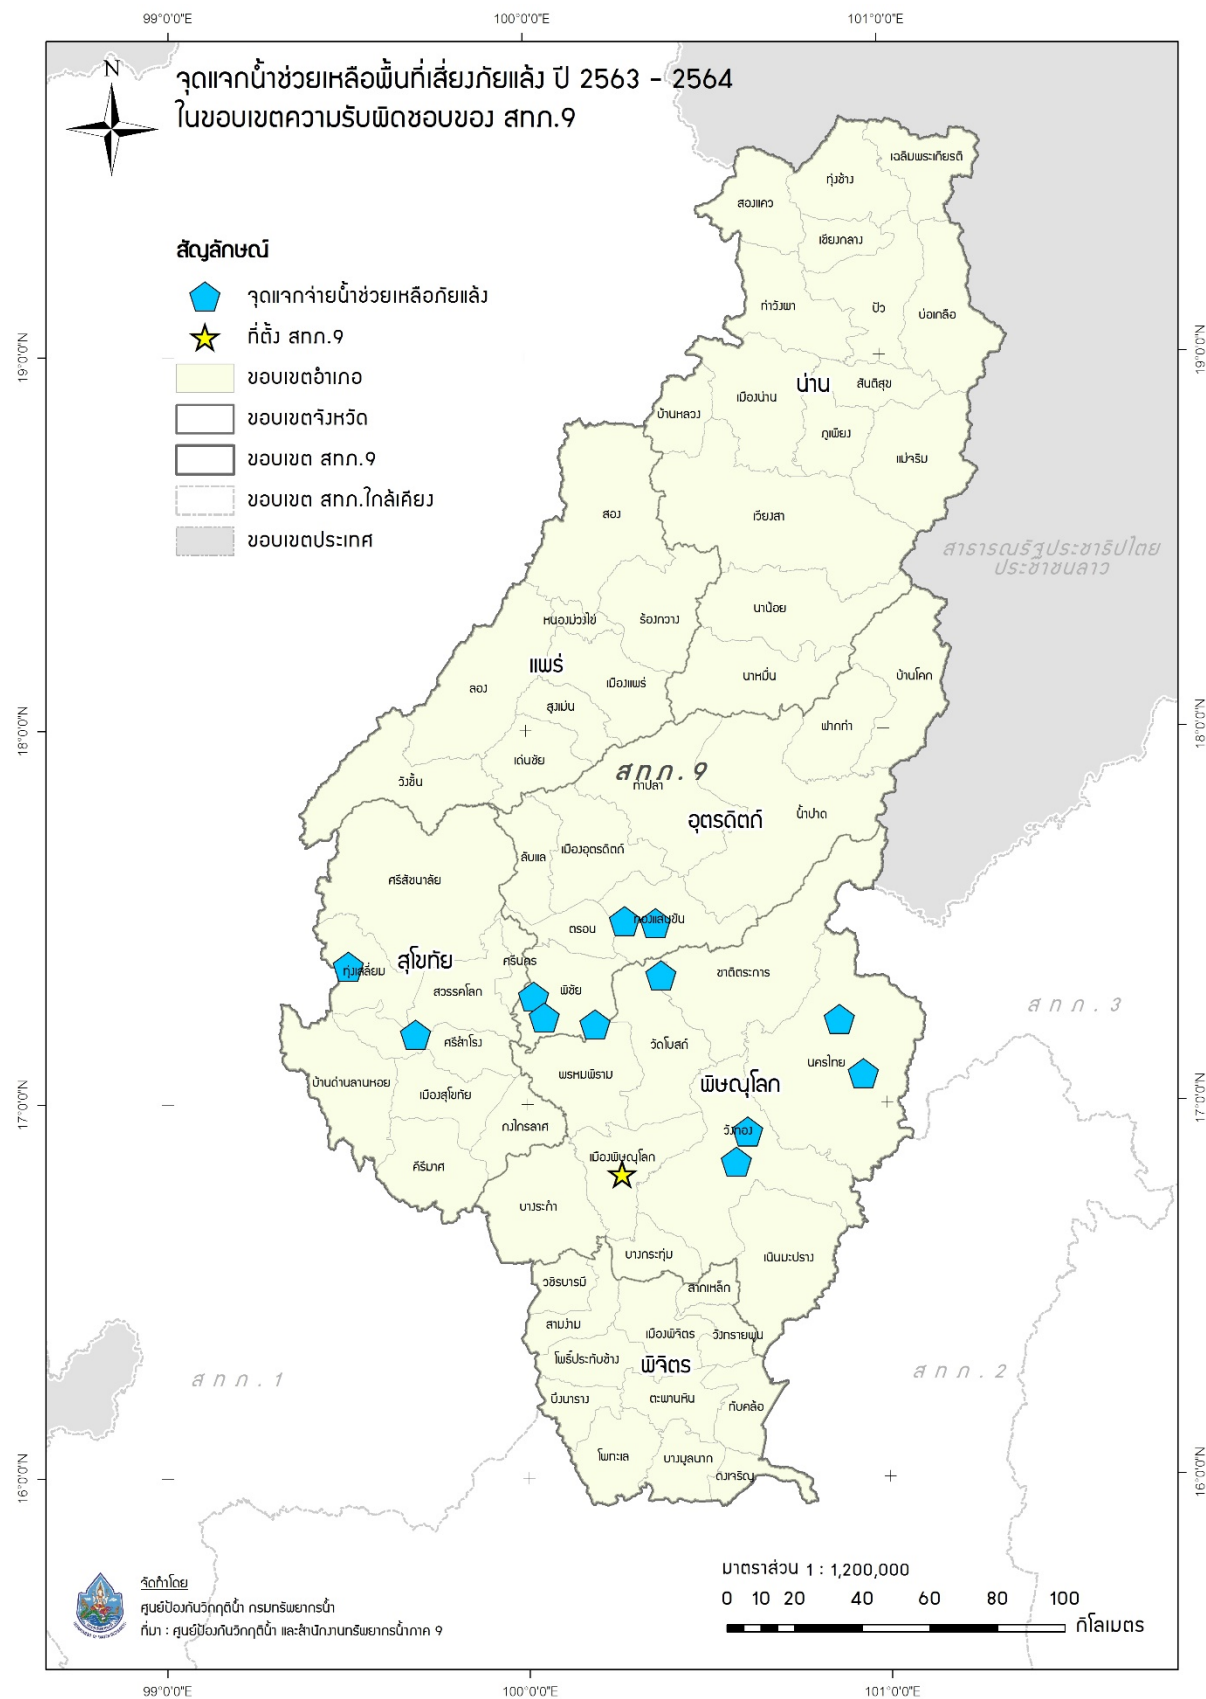 99°0'0"E
100°0'0"E
101°0'0"E
N
จุดแจกน้ำช่วยเหลือพื้นที่เสี่ยงภัยแล้ง ปี 2563 - 2564
ในขอบเขตความรับผิดชอบของ สทภ.9
สัญลักษณ์
จุดแจกจ่ายน้ำช่วยเหลือภัยแล้ง
ที่ตั้ง สทภ.9
ขอบเขตอำเภอ
ขอบเขตจังหวัด
ขอบเขต สทภ.9
ขอบเขต สทภ.ใกล้เคียง
ขอบเขตประเทศ
เฉลิมพระเกียรติ
ทุ่งช้าง
สองแคว
เชียงกลาง
ท่าวังผา
ปัว
บ่อเกลือ
19°0'0"N
19°0'0"N
น่าน
สันติสุข
เมืองน่าน
บ้านหลวง
ภูเพียง
แม่จริม
สอง
เวียงสา
สาธารณรัฐประชาธิปไตย
ประชาชนลาว
นาน้อย
หนองม่วงไข่
ร้องกวาง
แพร่
นาหมื่น
บ้านโคก
ลอง
เมืองแพร่
สูงเม่น
ฟากท่า
18°0'0"N
18°0'0"N
เด่นชัย
วังชิ้น
สทภ.9
ท่าปลา
อุตรดิตถ์
น้ำปาด
ลับแล
เมืองอุตรดิตถ์
ศรีสัชนาลัย
ตรอน
ทองแสนขัน
สุโขทัย
ศรีนคร
ทุ่งเสลี่ยม
ชาติตระการ
สวรรคโลก
พิชัย
สทภ.3
ศรีสำโรง
วัดโบสถ์
นครไทย
พรหมพิราม
พิษณุโลก
บ้านด่านลานหอย
เมืองสุโขทัย
17°0'0"N
17°0'0"N
กงไกรลาศ
วังทอง
เมืองพิษณุโลก
คีรีมาศ
บางระกำ
บางกระทุ่ม
เนินมะปราง
วชิรบารมี
สากเหล็ก
สามง่าม
เมืองพิจิตร
วังทรายพูน
โพธิ์ประทับช้าง
พิจิตร
สทภ.1
สทภ.2
บึงนาราง
ตะพานหิน
ทับคล้อ
โพทะเล
บางมูลนาก
ดงเจริญ
16°0'0"N
16°0'0"N
จัดทำโดย
ศูนย์ป้องกันวิกฤติน้ำ กรมทรัพยากรน้ำ
ที่มา : ศูนย์ป้องกันวิกฤติน้ำ และสำนักงานทรัพยากรน้ำภาค 9
มาตราส่วน 1 : 1,200,000
0 10 20 40 60 80 100
กิโลเมตร
99°0'0"E
100°0'0"E
101°0'0"E